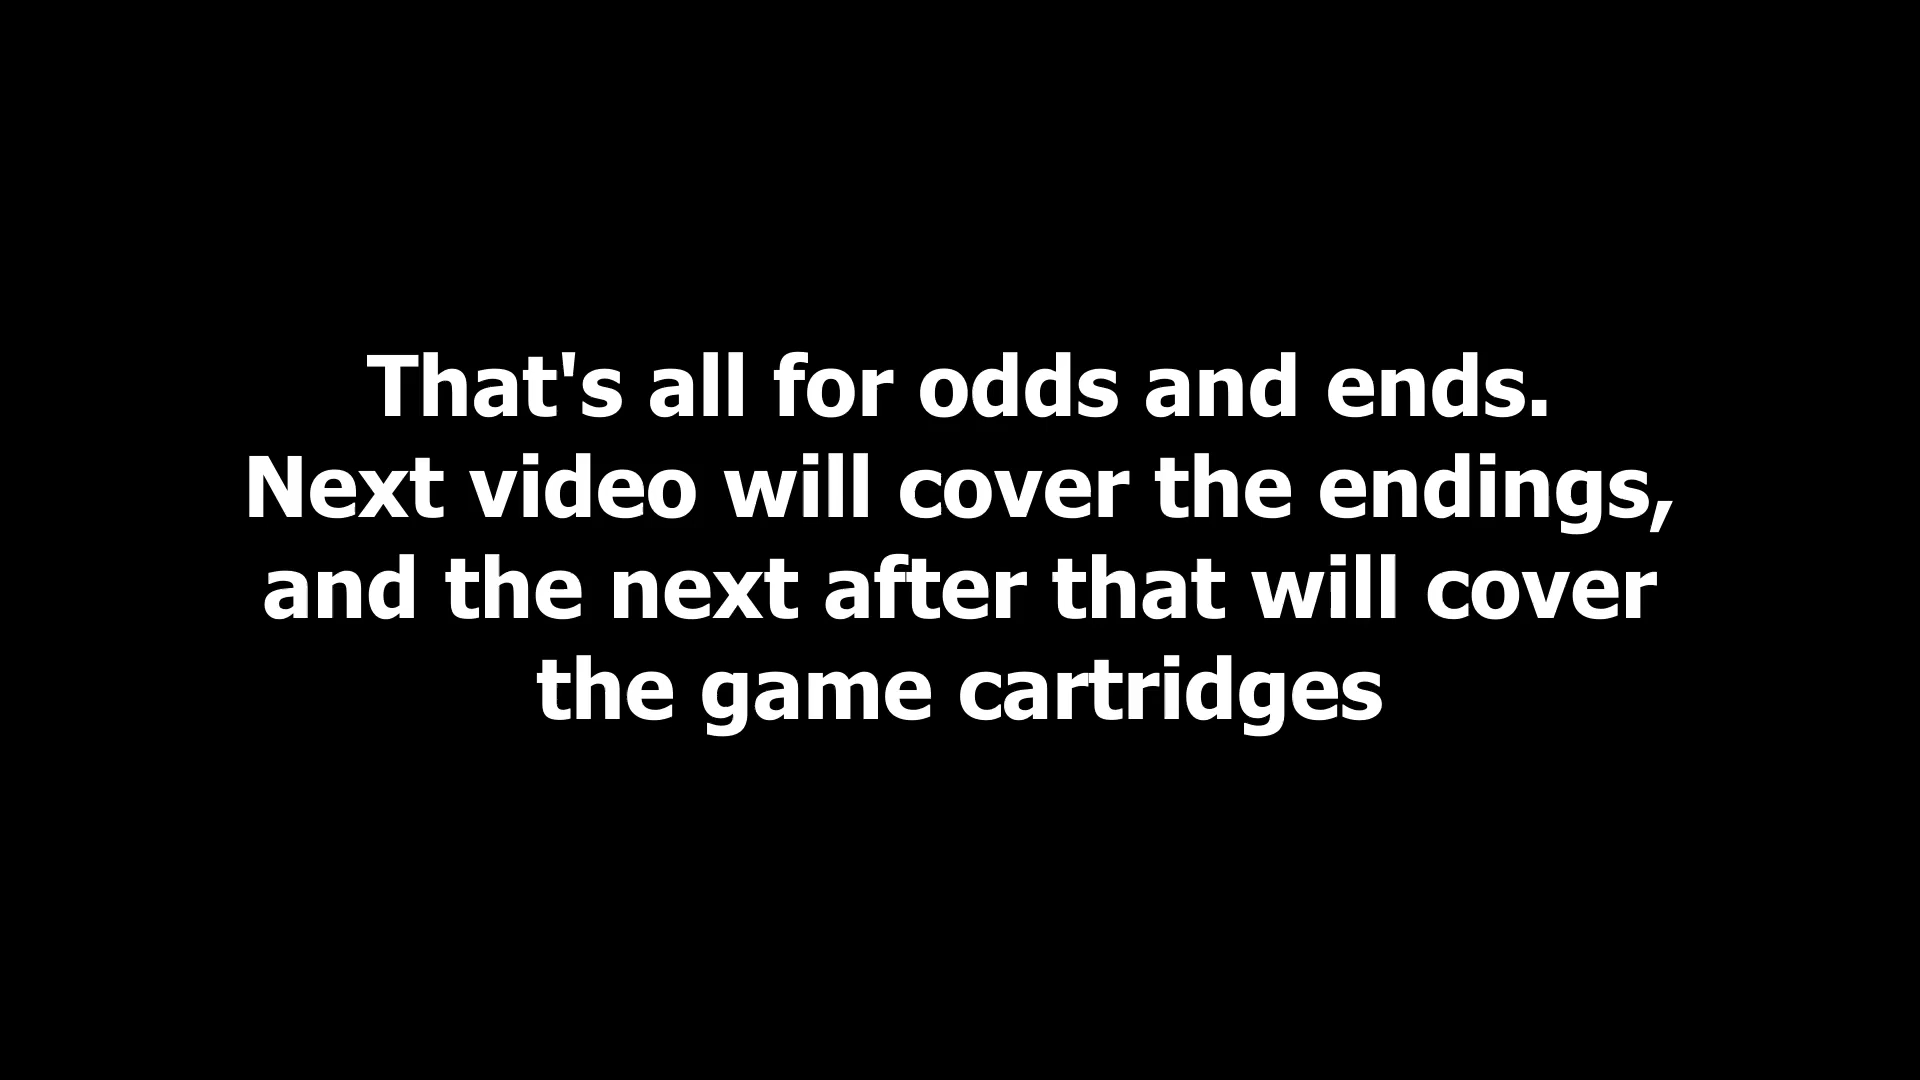 That's all for odds and ends.
Next video will cover the endings,
and the next after that will cover
the game cartridges